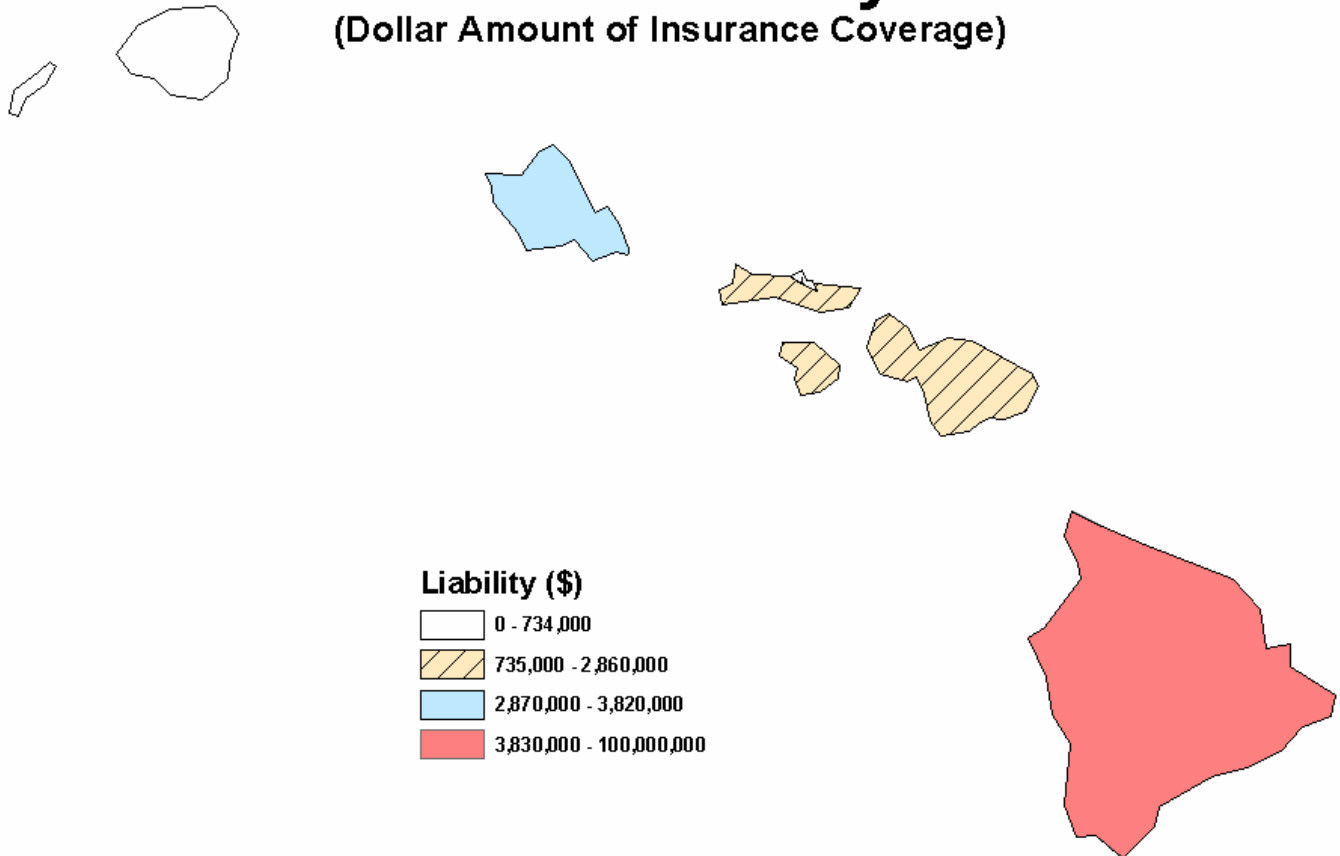 (Dollar Amount of Insurance Coverage)
Liability ($)
0 - 734,000
735,000 - 2,860,000
2,870,000 - 3,820,000
3,830,000 - 100,000,000